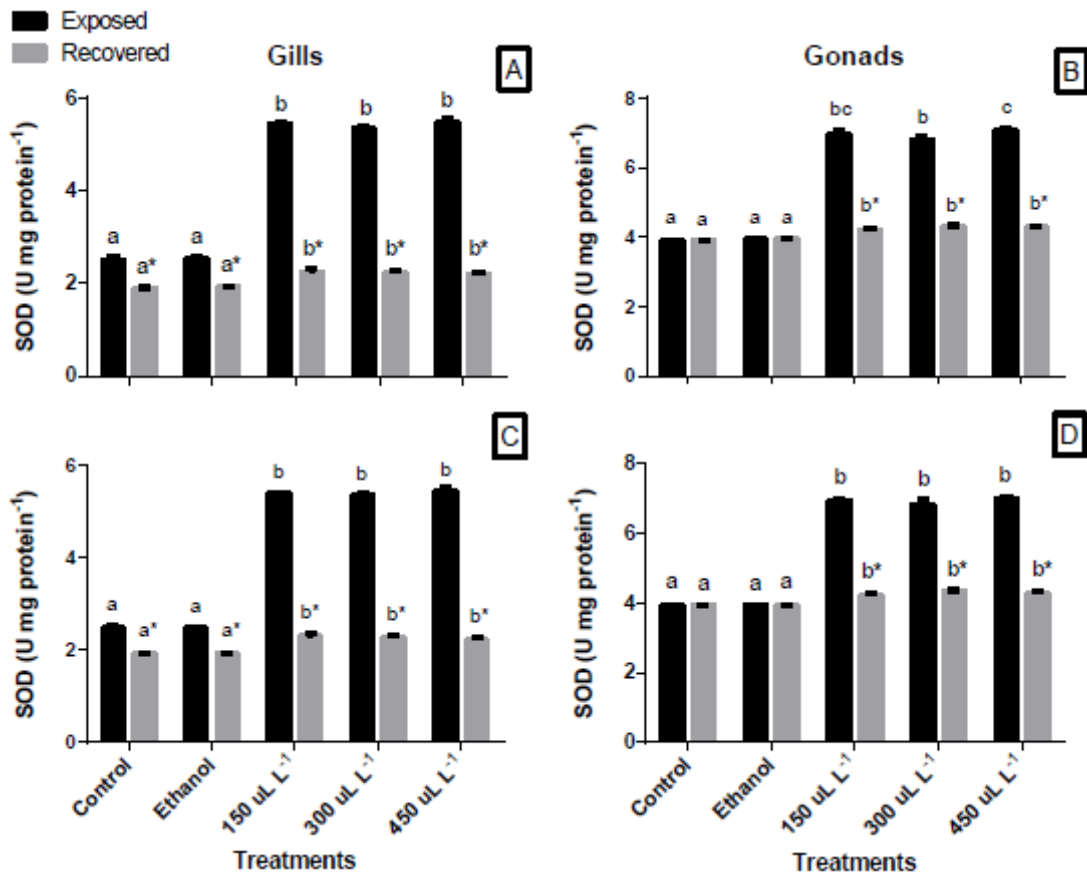 Exposed
Recovered
Gills
A
SOD (U mg protein⁻¹)
6
4
2
0
a
a*
a
a*
b
b*
b
b*
b
b*
Gonads
B
SOD (U mg protein⁻¹)
8
6
4
2
0
a
a
a
a
bc
b*
b
b*
c
b*
C
SOD (U mg protein⁻¹)
6
4
2
0
a
a*
a
a*
b
b*
b
b*
b
b*
Control
Ethanol
150 uL L⁻¹
300 uL L⁻¹
450 uL L⁻¹
Treatments
D
SOD (U mg protein⁻¹)
8
6
4
2
0
a
a
a
a
b
b*
b
b*
b
b*
Control
Ethanol
150 uL L⁻¹
300 uL L⁻¹
450 uL L⁻¹
Treatments